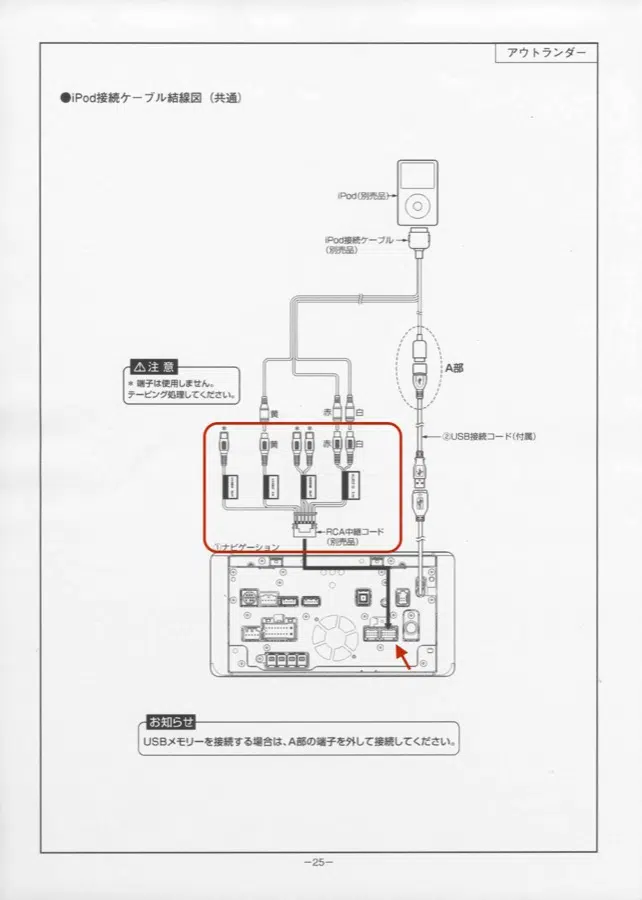 アウトランダー
●iPod接続ケーブル結線図（共通）
iPod（別売品）
iPod接続ケーブル
（別売品）
⚠注意
＊ 端子は使用しません。
テーピング処理してください。
A部
黄
赤
白
②USB接続コード（付属）
＊
黄
＊ ＊
赤
白
RCA中継コード
（別売品）
①ナビゲーション
お知らせ
USBメモリーを接続する場合は、A部の端子を外して接続してください。
−25−